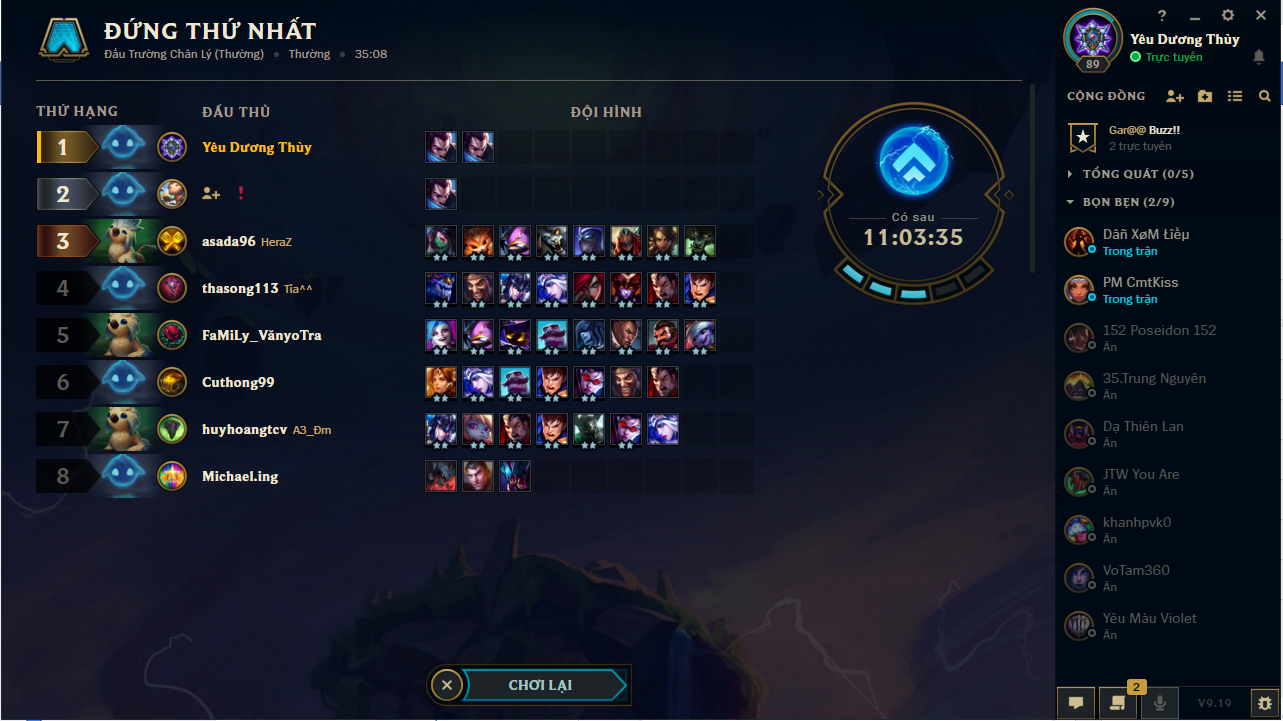 ĐỨNG THỨ NHẤT
Đấu Trường Chân Lý (Thường) • Thường • 35:08
THỨ HẠNG ĐẤU THỦ ĐỘI HÌNH
1 Yêu Dương Thùy
2 !
3 asada96 HeraZ
4 thasong113 Tia^^
5 FaMiLy_VănyoTra
6 Cuthong99
7 huyhoangtcv A3_Đm
8 Michael.ing
Có sau
11:03:35
CHƠI LẠI
?
Yêu Dương Thùy
Trực tuyến
89
CỘNG ĐỒNG
Gar@@ Buzz!!
2 trực tuyến
TỔNG QUÁT (0/5)
BỌN BẸN (2/9)
Dâñ XøM Łïều
Trong trận
PM CmtKiss
Trong trận
152 Poseidon 152
Ẩn
35.Trung Nguyên
Ẩn
Dạ Thiên Lan
Ẩn
JTW You Are
Ẩn
khanhpvk0
Ẩn
VoTam360
Ẩn
Yêu Màu Violet
Ẩn
2
V9.19